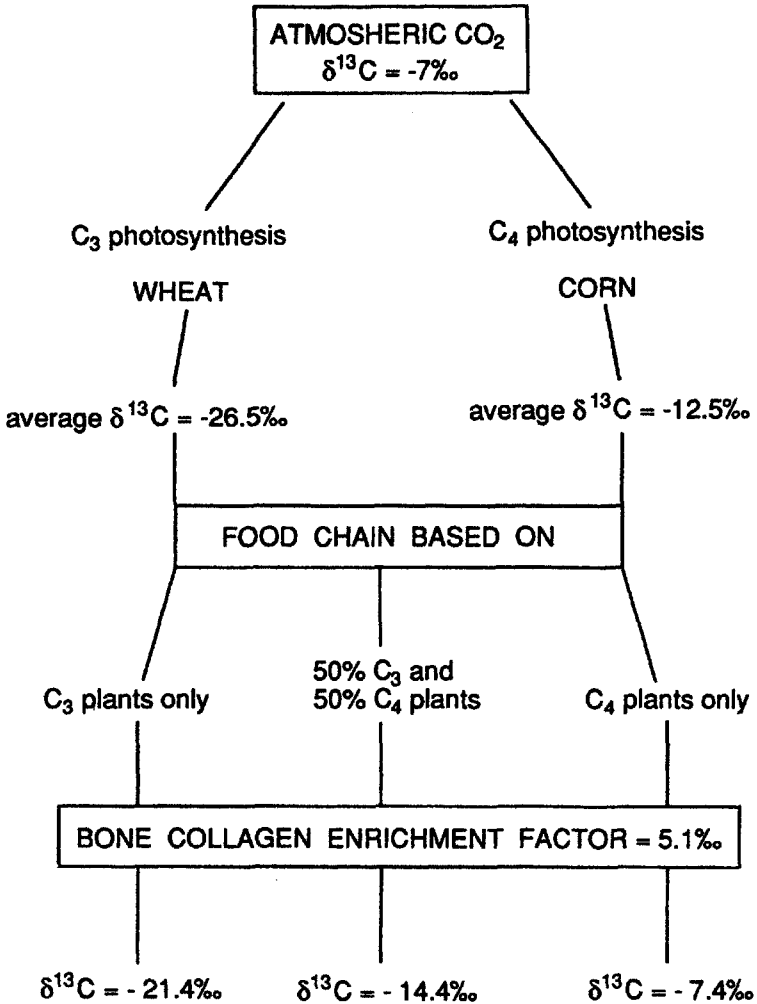 ATMOSHERIC CO₂
δ¹³C = -7‰
C₃ photosynthesis
C₄ photosynthesis
WHEAT
CORN
average δ ¹³C = -26.5‰
average δ ¹³C = -12.5‰
FOOD CHAIN BASED ON
50% C₃ and
50% C₄ plants
C₃ plants only
C₄ plants only
BONE COLLAGEN ENRICHMENT FACTOR = 5.1‰
δ¹³C = - 21.4‰
δ¹³C = - 14.4‰
δ¹³C = - 7.4‰